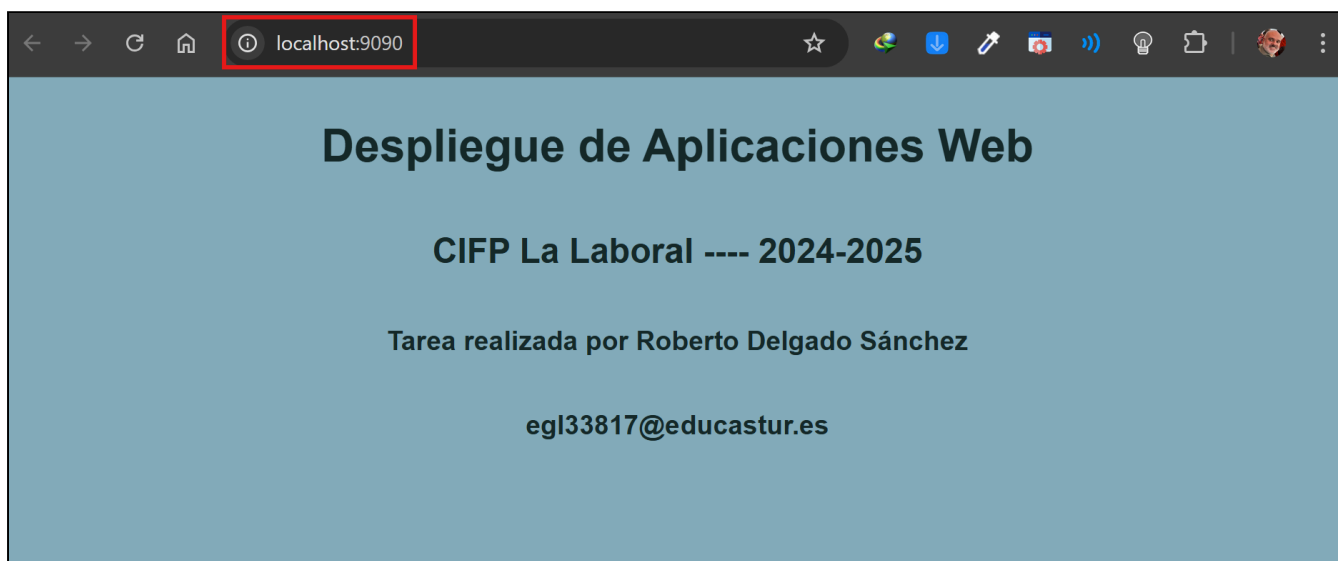 localhost:9090
Despliegue de Aplicaciones Web
CIFP La Laboral ---- 2024-2025
Tarea realizada por Roberto Delgado Sánchez
egl33817@educastur.es